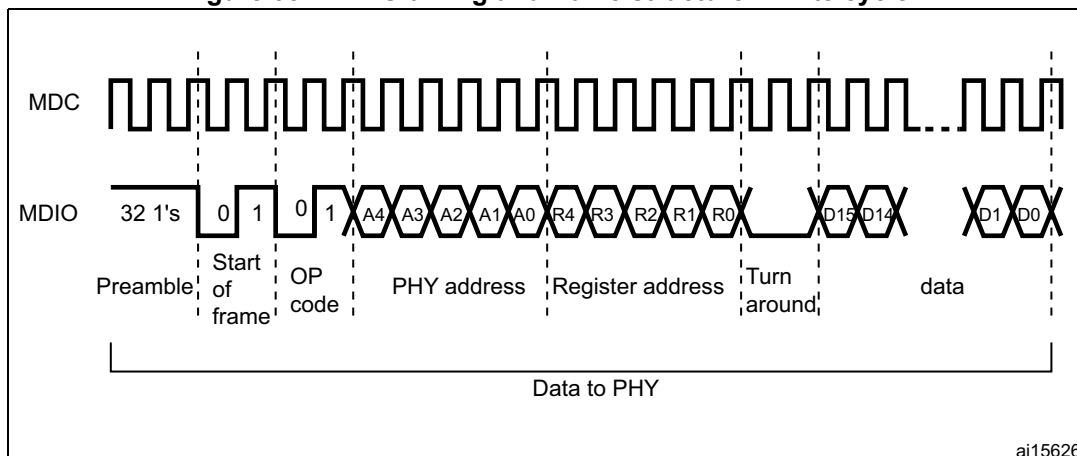 MDC
MDIO 32 1's 0 1 0 1 A4 A3 A2 A1 A0 R4 R3 R2 R1 R0 D15 D14 D1 D0
Preamble
Start
of
frame
OP
code
PHY address
Register address
Turn
around
data
Data to PHY
ai15626